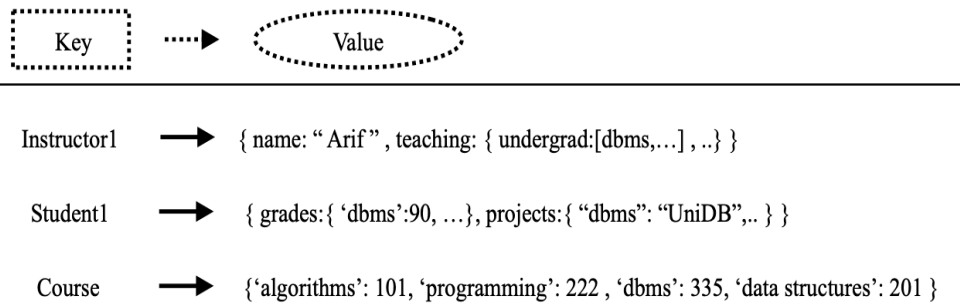 Key Value
Instructor1 { name: “ Arif ” , teaching: { undergrad:[dbms,…] , ..} }
Student1 { grades:{ ‘dbms’:90, …}, projects:{ “dbms”: “UniDB”,.. } }
Course {‘algorithms’: 101, ‘programming’: 222 , ‘dbms’: 335, ‘data structures’: 201 }